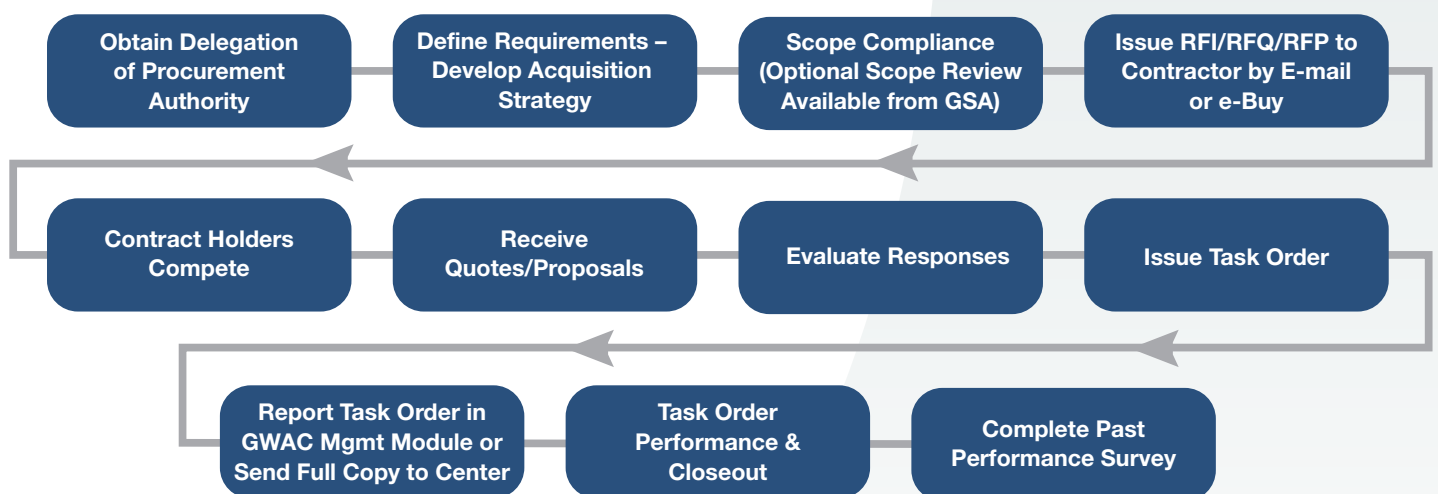 Obtain Delegation
of Procurement
Authority
Define Requirements –
Develop Acquisition
Strategy
Scope Compliance
(Optional Scope Review
Available from GSA)
Issue RFI/RFQ/RFP to
Contractor by E-mail
or e-Buy
Contract Holders
Compete
Receive
Quotes/Proposals
Evaluate Responses
Issue Task Order
Report Task Order in
GWAC Mgmt Module or
Send Full Copy to Center
Task Order
Performance &
Closeout
Complete Past
Performance Survey